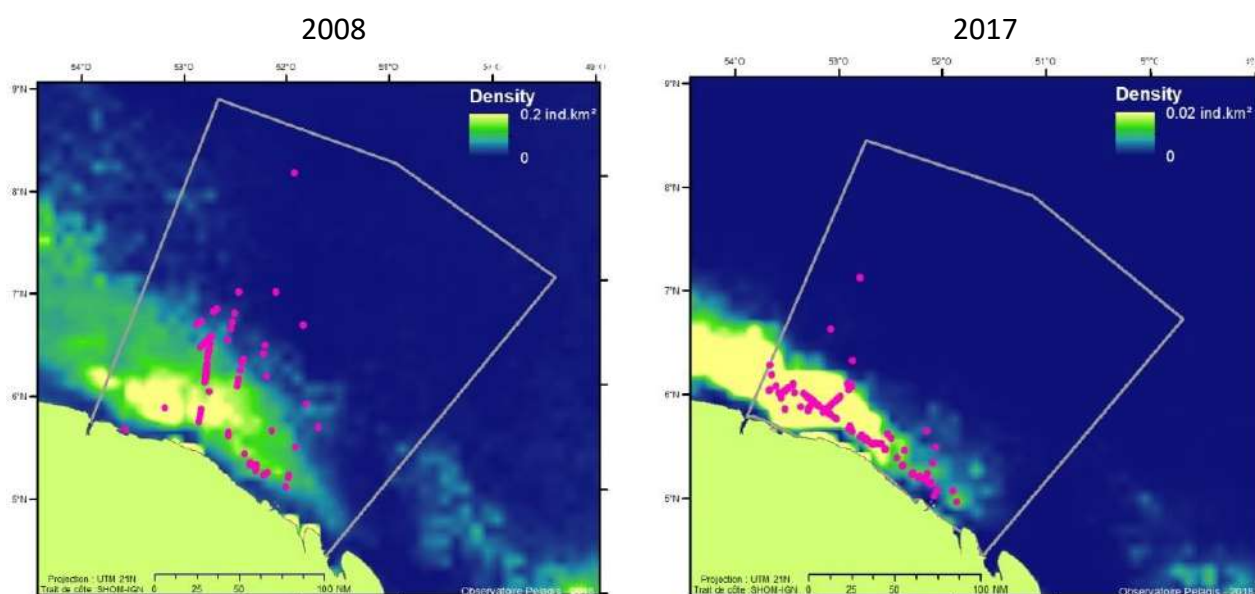 2008
2017
54°O 53°O 52°O 51°O 49°O
54°O 53°O 52°O 51°O
9°N
8°N
7°N
6°N
5°N
Density
0.2 ind.km²
0
Projection : UTM 21N
Trait de côte : SHOM-IGN
0 25 50 100 NM
Observatoire Pelagis
9°N
8°N
7°N
6°N
5°N
Density
0.02 ind.km²
0
Projection : UTM 21N
Trait de côte : SHOM-IGN
0 25 50 100 NM
Observatoire Pelagis - 2018